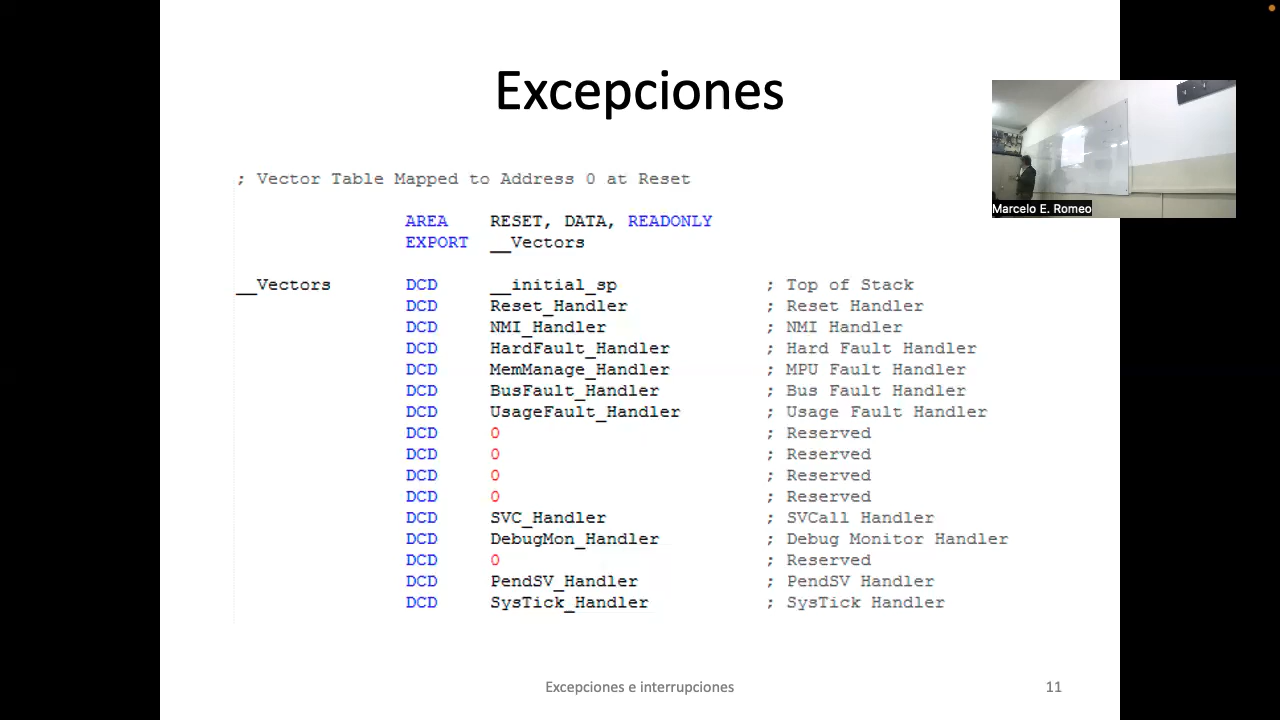 Excepciones
; Vector Table Mapped to Address 0 at Reset
AREA RESET, DATA, READONLY
EXPORT __Vectors
__Vectors DCD __initial_sp ; Top of Stack
DCD Reset_Handler ; Reset Handler
DCD NMI_Handler ; NMI Handler
DCD HardFault_Handler ; Hard Fault Handler
DCD MemManage_Handler ; MPU Fault Handler
DCD BusFault_Handler ; Bus Fault Handler
DCD UsageFault_Handler ; Usage Fault Handler
DCD 0 ; Reserved
DCD 0 ; Reserved
DCD 0 ; Reserved
DCD 0 ; Reserved
DCD SVC_Handler ; SVCall Handler
DCD DebugMon_Handler ; Debug Monitor Handler
DCD 0 ; Reserved
DCD PendSV_Handler ; PendSV Handler
DCD SysTick_Handler ; SysTick Handler
Marcelo E. Romeo
Excepciones e interrupciones
11